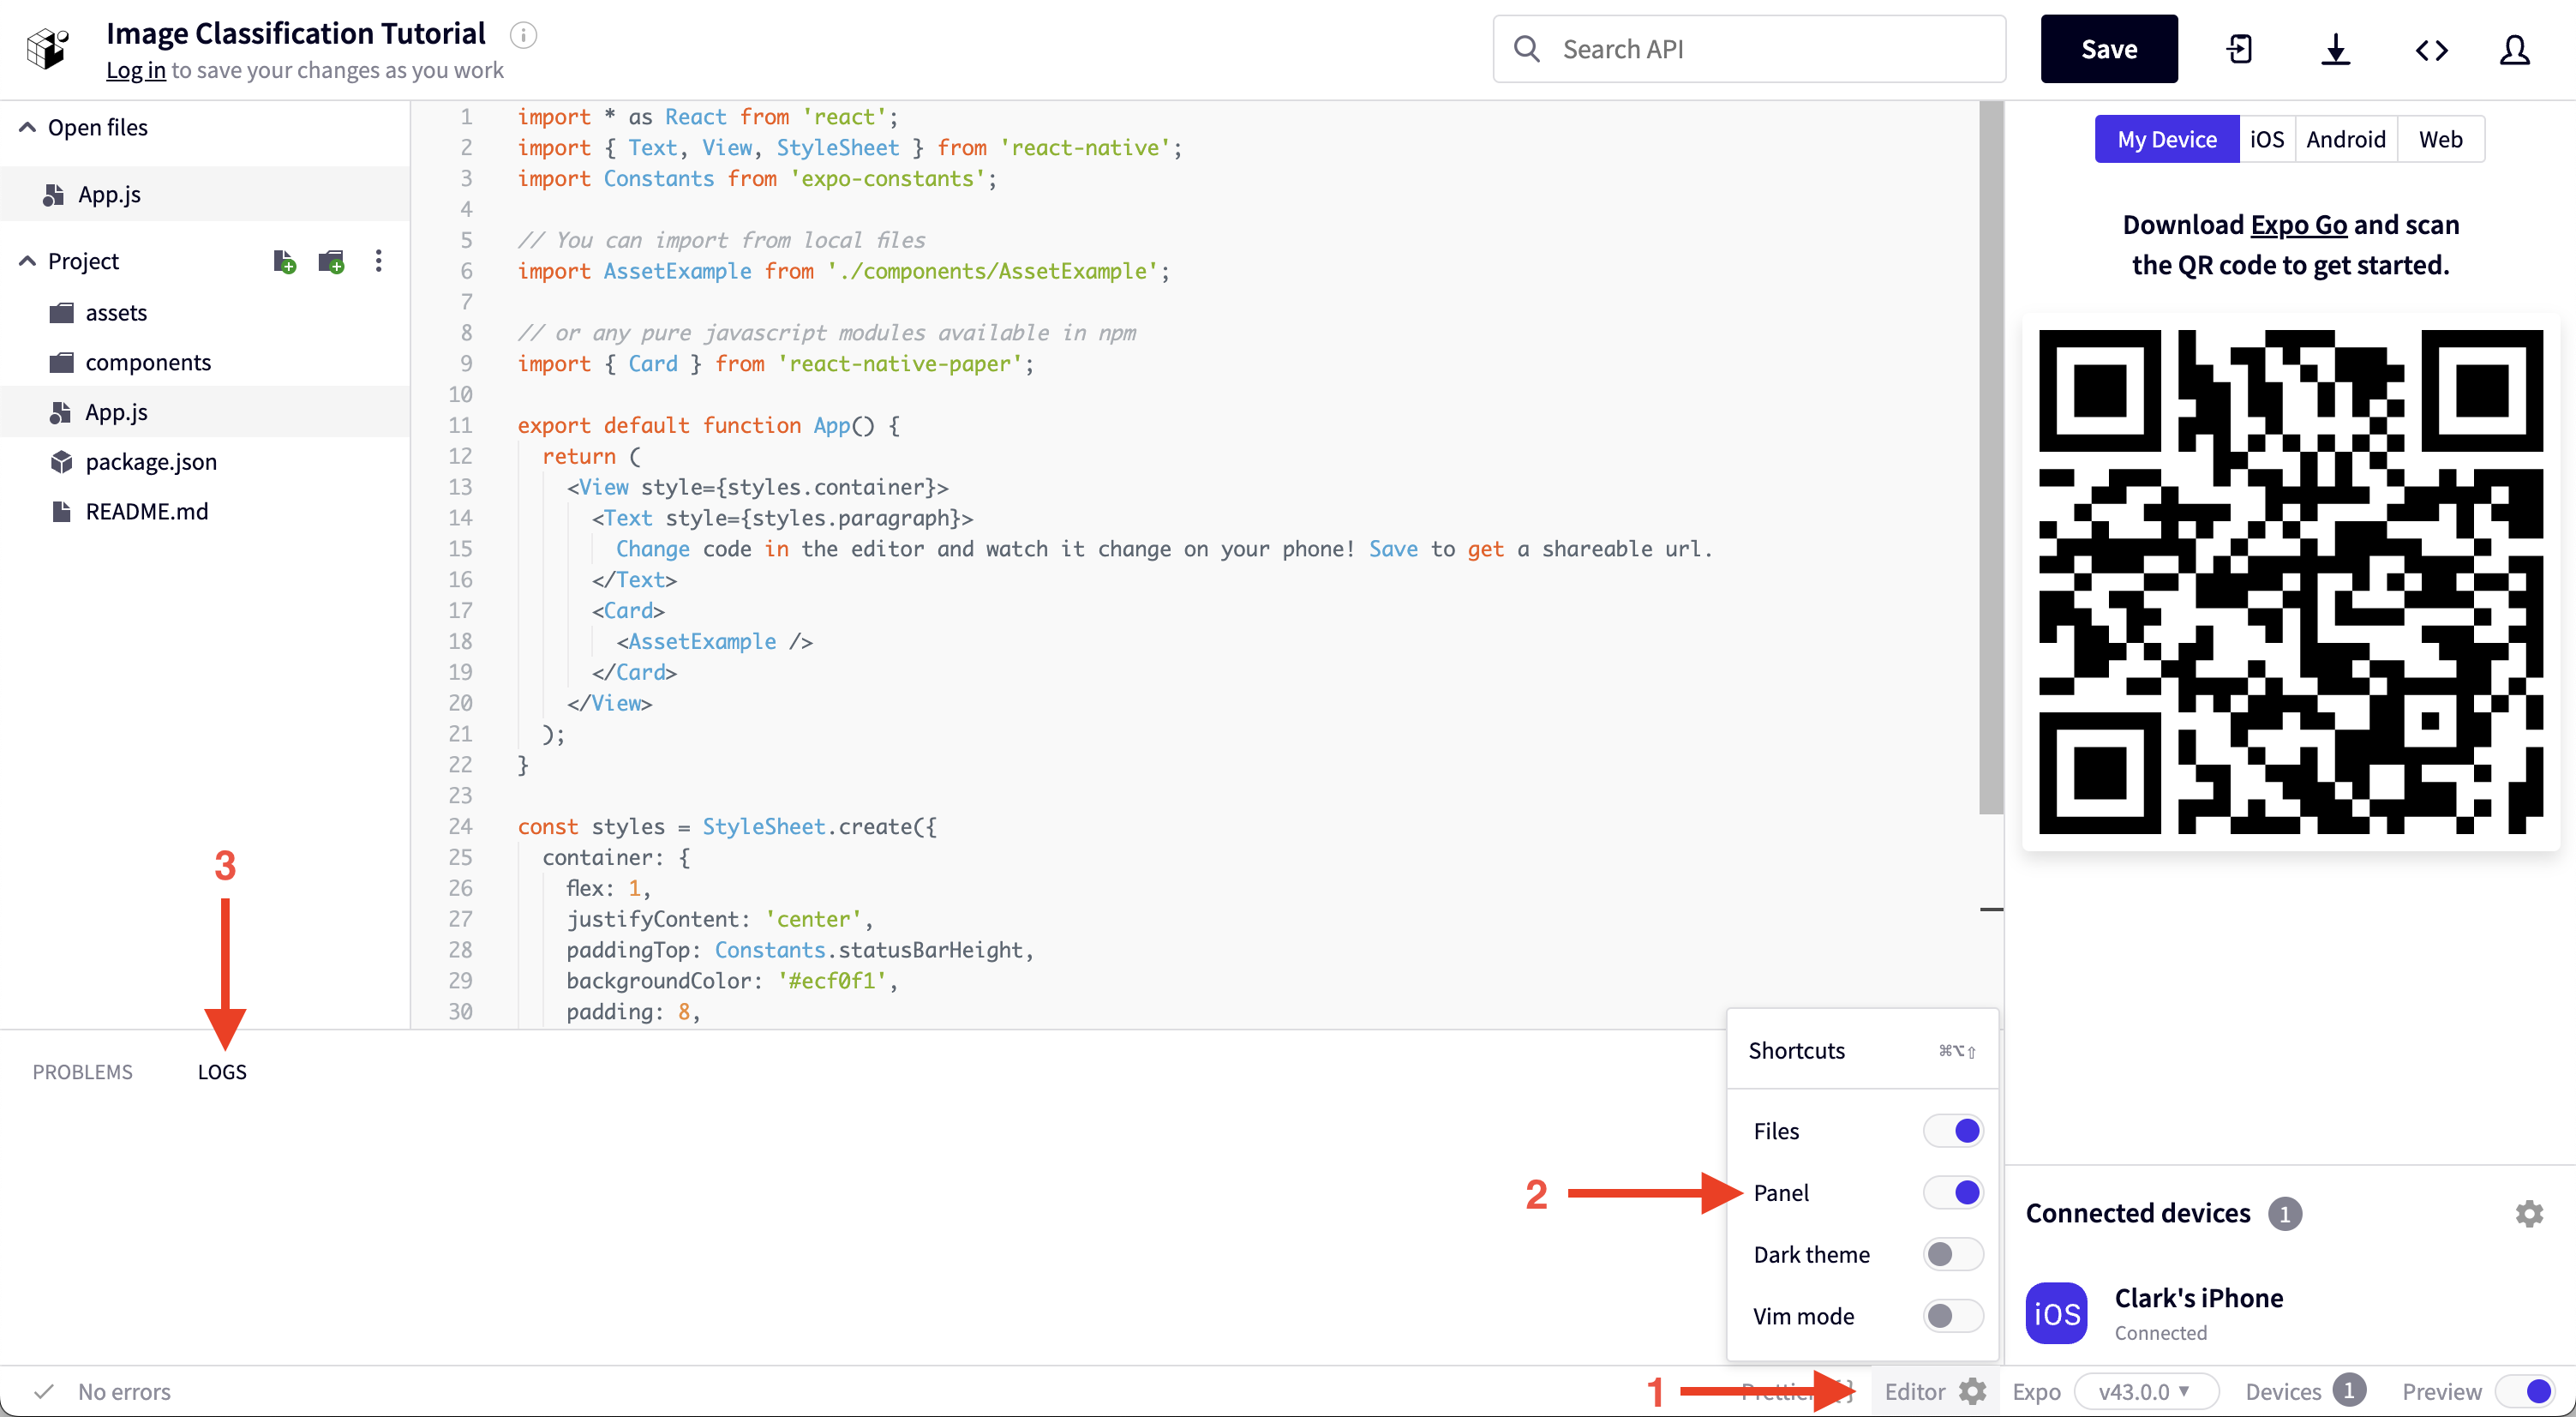 Image Classification Tutorial
Log in to save your changes as you work
Search API
Save
Open files
App.js
Project
assets
components
App.js
package.json
README.md
1 import * as React from 'react';
2 import { Text, View, StyleSheet } from 'react-native';
3 import Constants from 'expo-constants';
4
5 // You can import from local files
6 import AssetExample from './components/AssetExample';
7
8 // or any pure javascript modules available in npm
9 import { Card } from 'react-native-paper';
10
11 export default function App() {
12 return (
13 <View style={styles.container}>
14 <Text style={styles.paragraph}>
15 Change code in the editor and watch it change on your phone! Save to get a shareable url.
16 </Text>
17 <Card>
18 <AssetExample />
19 </Card>
20 </View>
21 );
22 }
23
24 const styles = StyleSheet.create({
25 container: {
26 flex: 1,
27 justifyContent: 'center',
28 paddingTop: Constants.statusBarHeight,
29 backgroundColor: '#ecf0f1',
30 padding: 8,
My Device iOS Android Web
Download Expo Go and scan
the QR code to get started.
3
PROBLEMS LOGS
Shortcuts ⌘⌥⇧
Files
2 Panel
Dark theme
Vim mode
Connected devices 1
iOS
Clark's iPhone
Connected
No errors
1
Editor
Expo v43.0.0
Devices 1
Preview